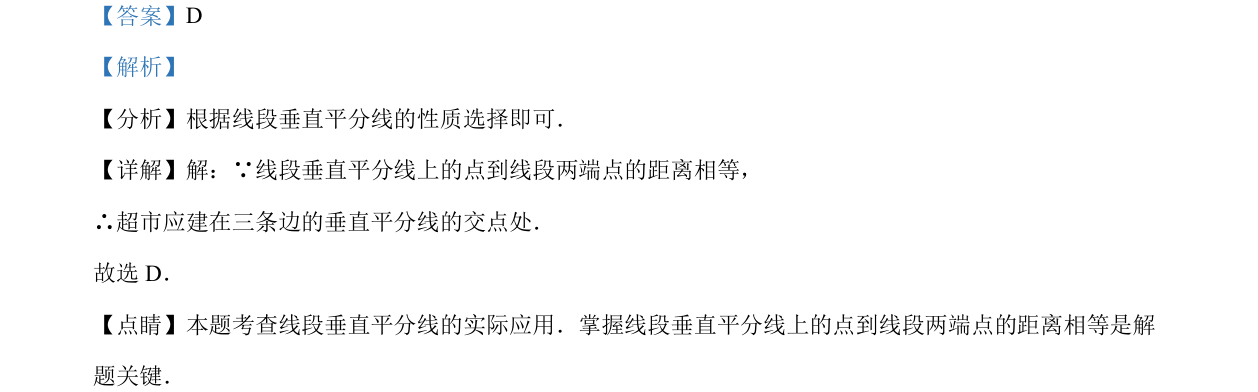 【答案】D
【解析】
【分析】根据线段垂直平分线的性质选择即可.
【详解】解：∵线段垂直平分线上的点到线段两端点的距离相等，
∴超市应建在三条边的垂直平分线的交点处.
故选 D.
【点睛】本题考查线段垂直平分线的实际应用．掌握线段垂直平分线上的点到线段两端点的距离相等是解
题关键.